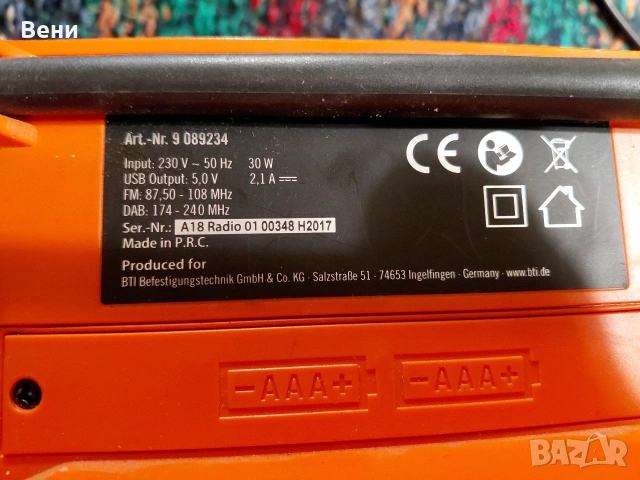 Вени
Art.-Nr. 9 089234
Input: 230 V ~ 50 Hz 30 W
USB Output: 5,0 V 2,1 A
FM: 87,50 - 108 MHz
DAB: 174 - 240 MHz
Ser.-Nr.: A18 Radio 01 00348 H2017
Made in P.R.C.
Produced for
BTI Befestigungstechnik GmbH & Co. KG · Salzstraße 51 · 74653 Ingelfingen · Germany · www.bti.de
CE
-AAA+ -AAA+
BAZAR